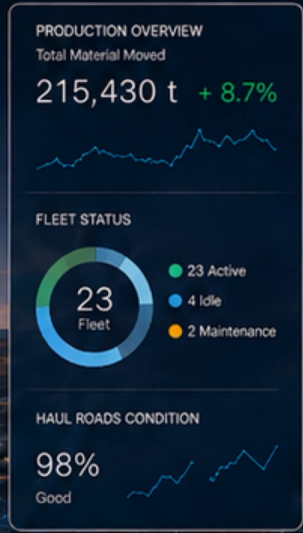 PRODUCTION OVERVIEW
Total Material Moved
215,430 t + 8.7%
FLEET STATUS
23
Fleet
23 Active
4 Idle
2 Maintenance
HAUL ROADS CONDITION
98%
Good